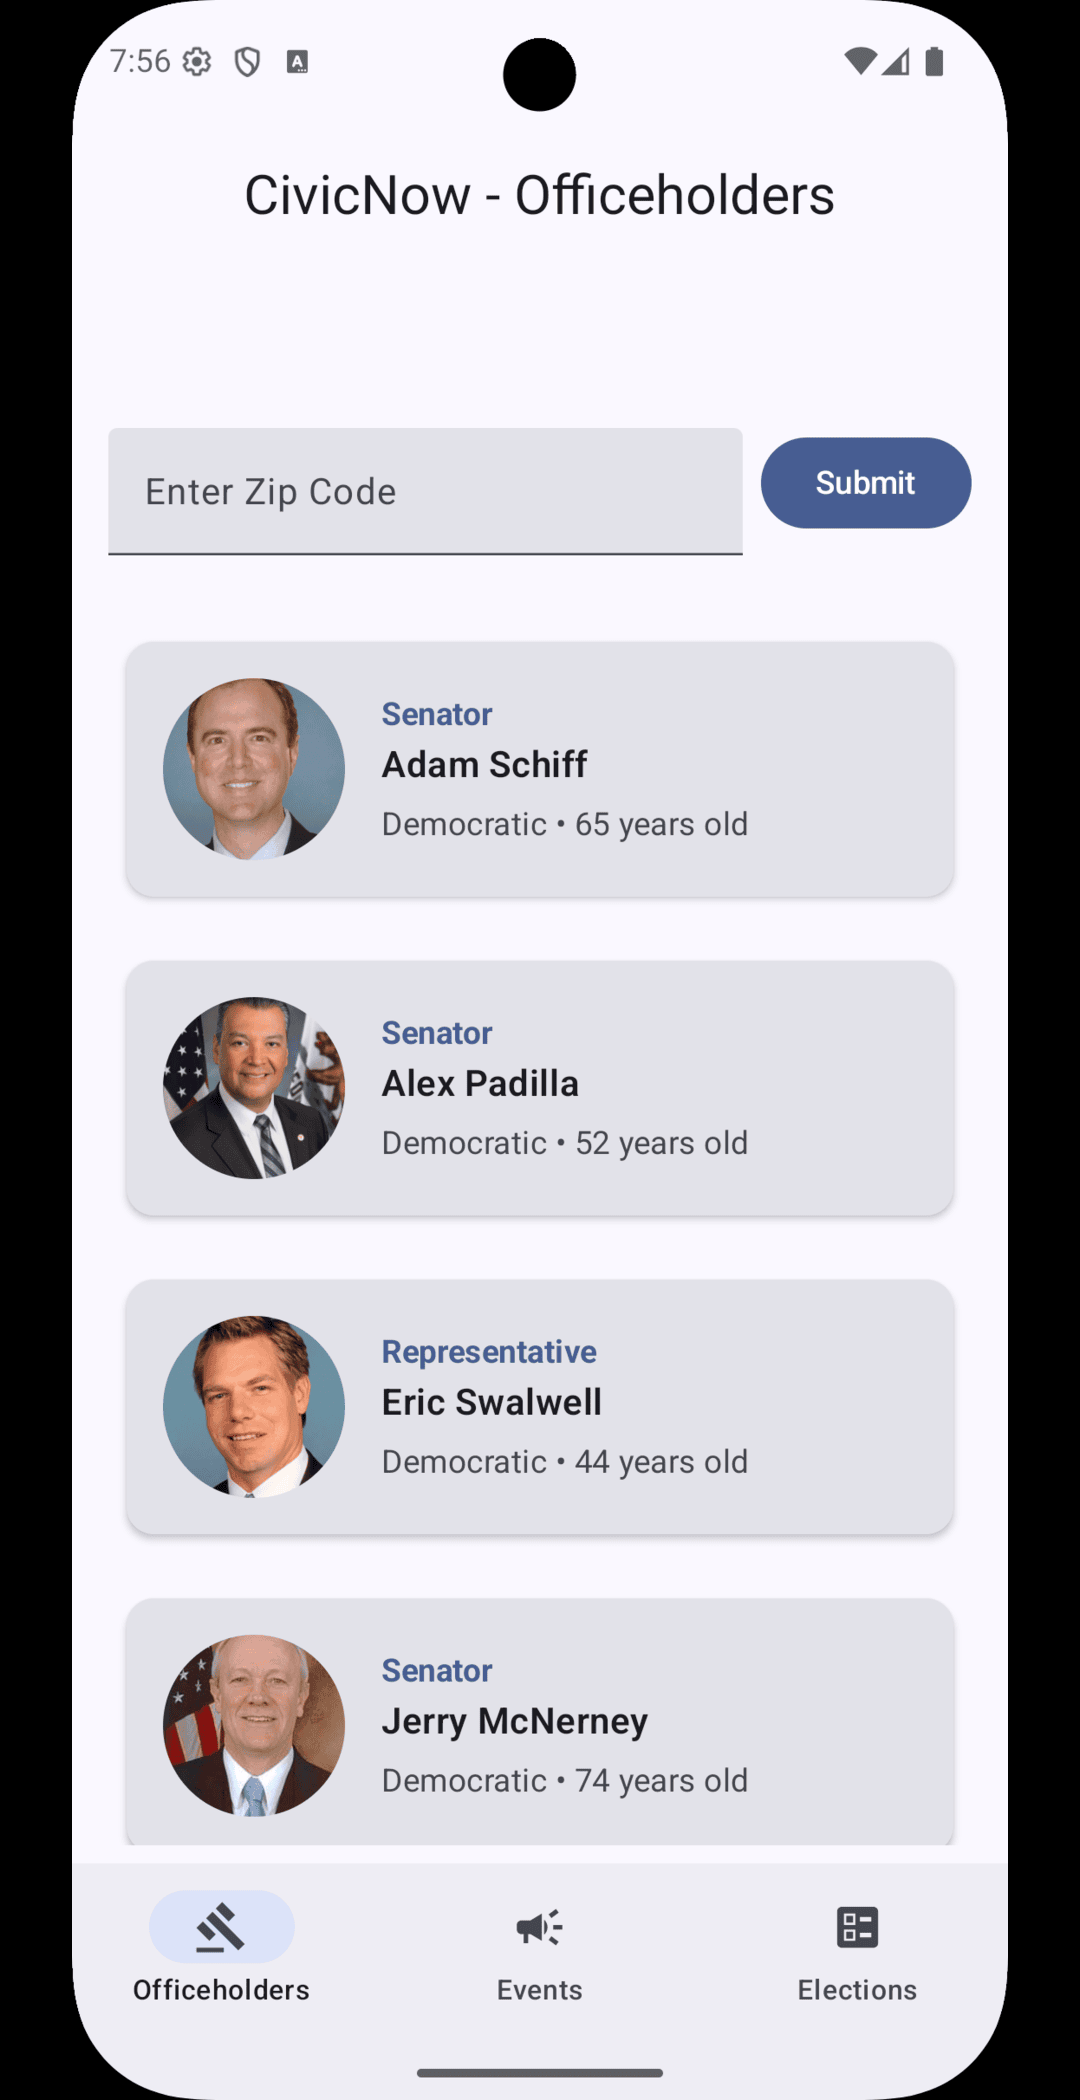 7:56
CivicNow - Officeholders
Enter Zip Code
Submit
Senator
Adam Schiff
Democratic • 65 years old
Senator
Alex Padilla
Democratic • 52 years old
Representative
Eric Swalwell
Democratic • 44 years old
Senator
Jerry McNerney
Democratic • 74 years old
Officeholders
Events
Elections